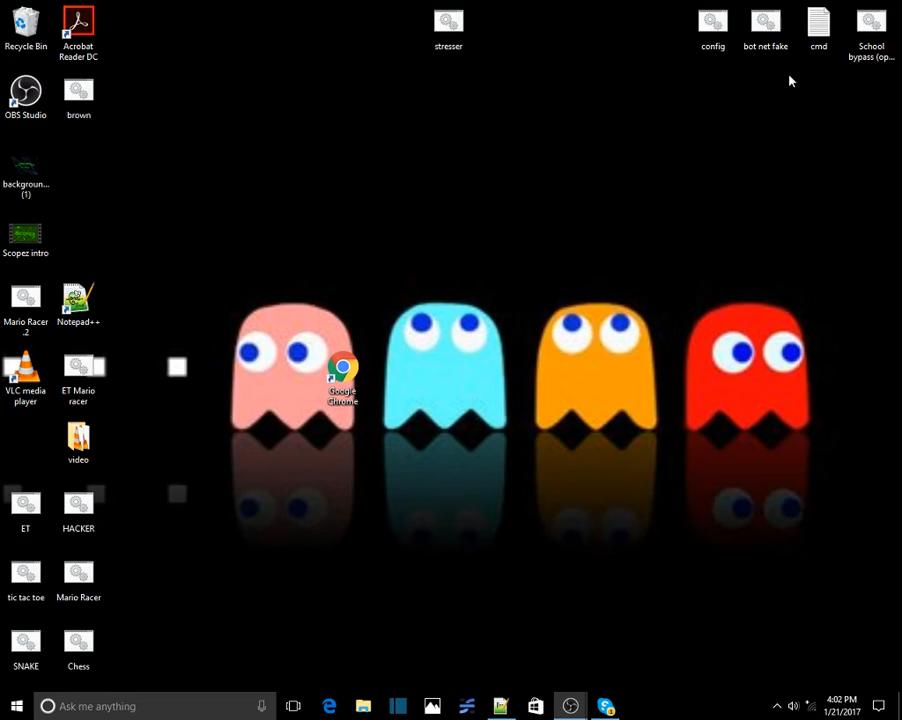 Recycle Bin
Acrobat
Reader DC
stresser
config
bot net fake
cmd
School
bypass (op...
OBS Studio
brown
backgroun...
(1)
Scopez intro
Mario Racer
.2
Notepad++
VLC media
player
ET Mario
racer
Google
Chrome
video
ET
HACKER
tic tac toe
Mario Racer
SNAKE
Chess
Ask me anything
4:02 PM
1/21/2017